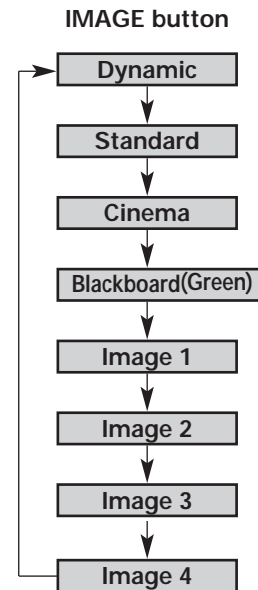 IMAGE button
Dynamic
Standard
Cinema
Blackboard(Green)
Image 1
Image 2
Image 3
Image 4